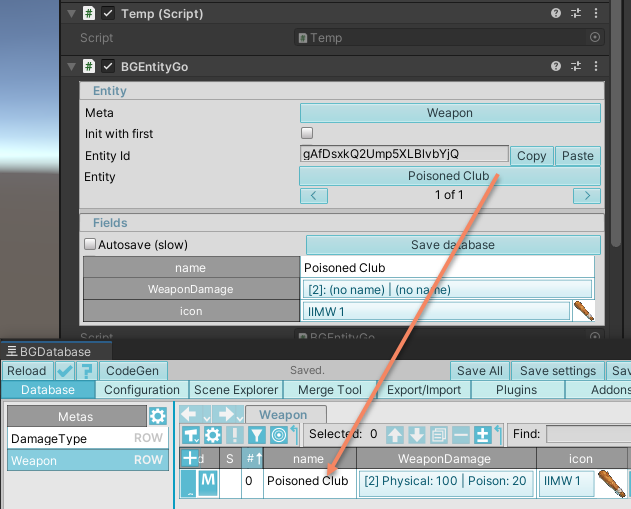 Temp (Script)
Script Temp
BGEntityGo
Entity
Meta Weapon
Init with first
Entity Id gAfDsxkQ2Ump5XLBlvbYjQ Copy Paste
Entity Poisoned Club
< 1 of 1 >
Fields
Autosave (slow) Save database
name Poisoned Club
WeaponDamage [2]: (no name) | (no name)
icon IIMW 1
Script BGEntityGo
BGDatabase
Reload CodeGen Saved. Save All Save settings Sav
Database Configuration Scene Explorer Merge Tool Export/Import Plugins Addons
Metas Weapon
DamageType ROW Selected: 0 Find:
Weapon ROW
d S # name WeaponDamage icon
M 0 Poisoned Club [2] Physical: 100 | Poison: 20 IIMW 1